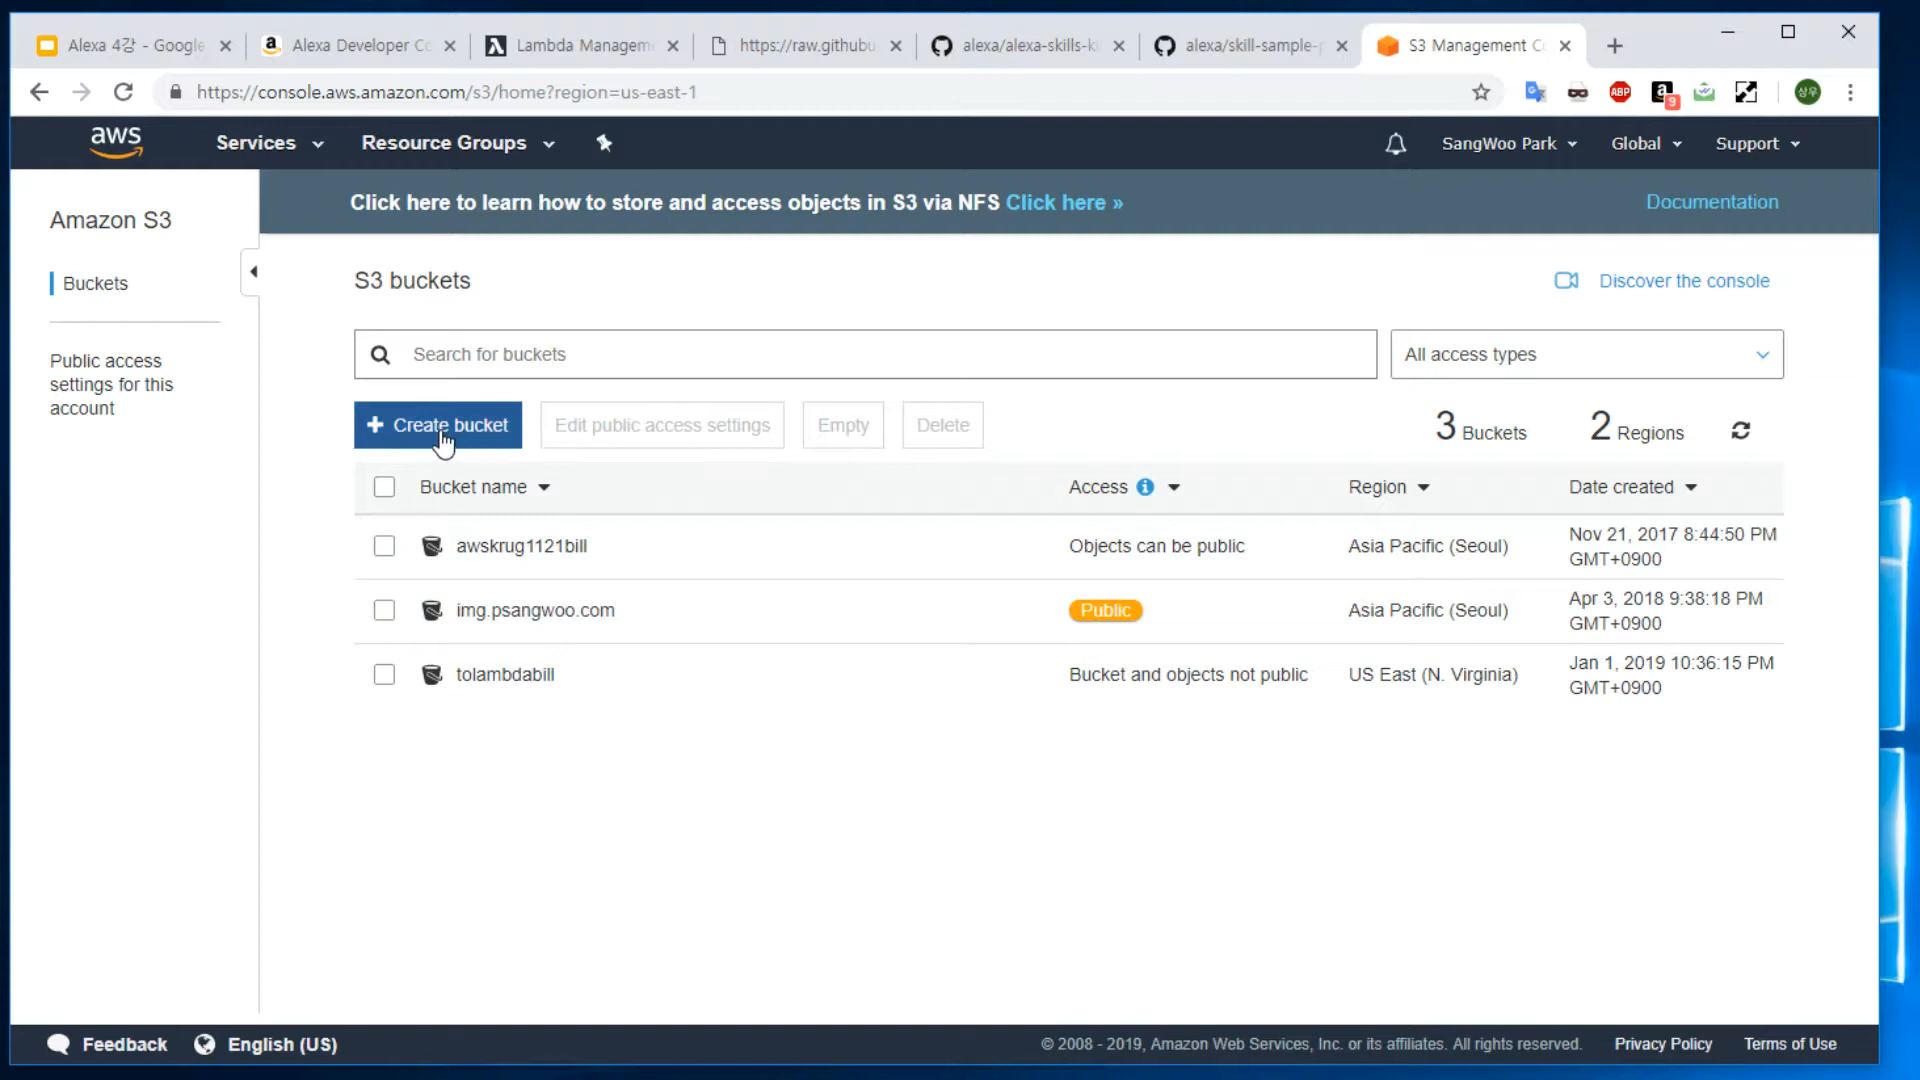 Alexa 4강 - Google
Alexa Developer Co
Lambda Managem
https://raw.githubu
alexa/alexa-skills-ki
alexa/skill-sample-
S3 Management Co
https://console.aws.amazon.com/s3/home?region=us-east-1
ABP
9
상우
aws
Services
Resource Groups
SangWoo Park
Global
Support
Amazon S3
Buckets
Public access
settings for this
account
Click here to learn how to store and access objects in S3 via NFS Click here »
Documentation
S3 buckets
Discover the console
Search for buckets
All access types
+ Create bucket
Edit public access settings
Empty
Delete
3 Buckets
2 Regions
Bucket name
Access
Region
Date created
awskrug1121bill
Objects can be public
Asia Pacific (Seoul)
Nov 21, 2017 8:44:50 PM
GMT+0900
img.psangwoo.com
Public
Asia Pacific (Seoul)
Apr 3, 2018 9:38:18 PM
GMT+0900
tolambdabill
Bucket and objects not public
US East (N. Virginia)
Jan 1, 2019 10:36:15 PM
GMT+0900
Feedback
English (US)
© 2008 - 2019, Amazon Web Services, Inc. or its affiliates. All rights reserved.
Privacy Policy
Terms of Use